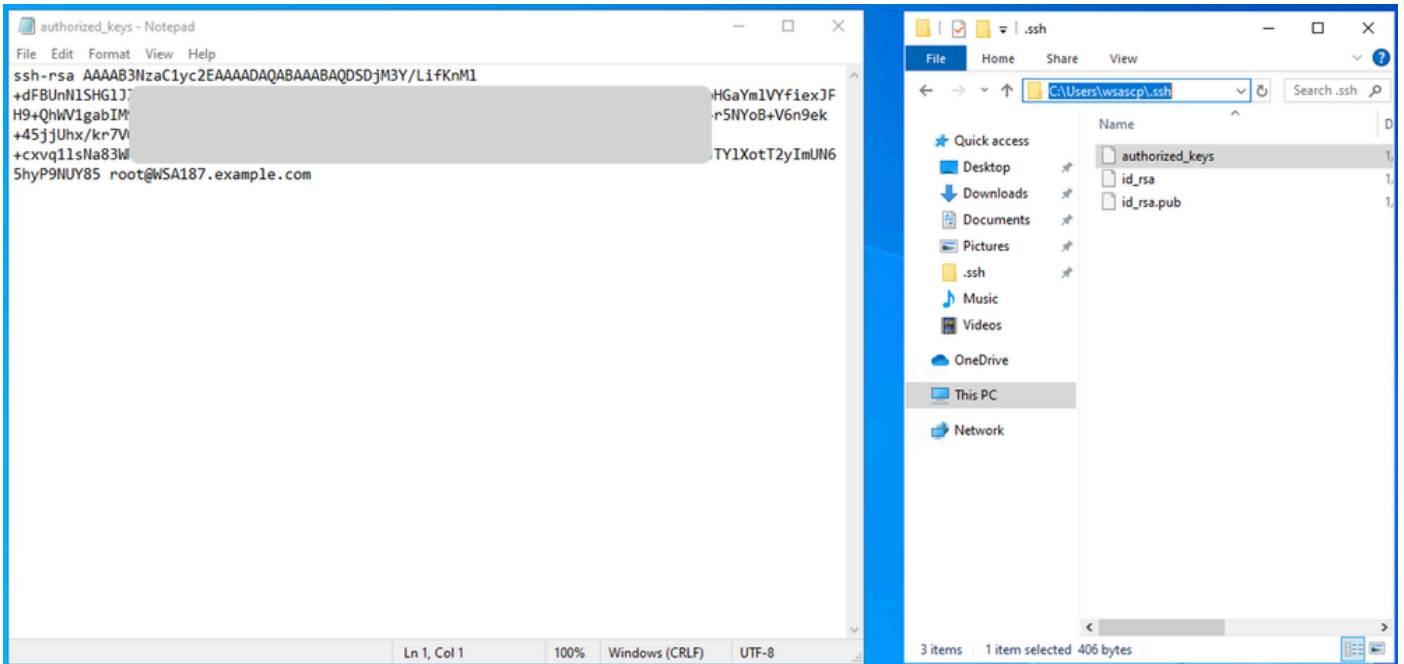 authorized_keys - Notepad
File Edit Format View Help
ssh-rsa AAAAB3NzaC1yc2EAAAADAQABAAABAQDSDjM3Y/LifKnMl
+dFBUnNlSHGlJ HGaYmlVYfiexJF
H9+QhWV1gabIM r5NYoB+V6n9ek
+45jjUhx/kr7V
+cxvq1lsNa83W TYlXotT2yImUN6
5hyP9NUY85 root@WSA187.example.com
Ln 1, Col 1 100% Windows (CRLF) UTF-8
.ssh
File Home Share View
C:\Users\wsascp\.ssh Search .ssh
Quick access
Desktop
Downloads
Documents
Pictures
.ssh
Music
Videos
OneDrive
This PC
Network
Name D
authorized_keys 1/
id_rsa 1/
id_rsa.pub 1/
3 items 1 item selected 406 bytes